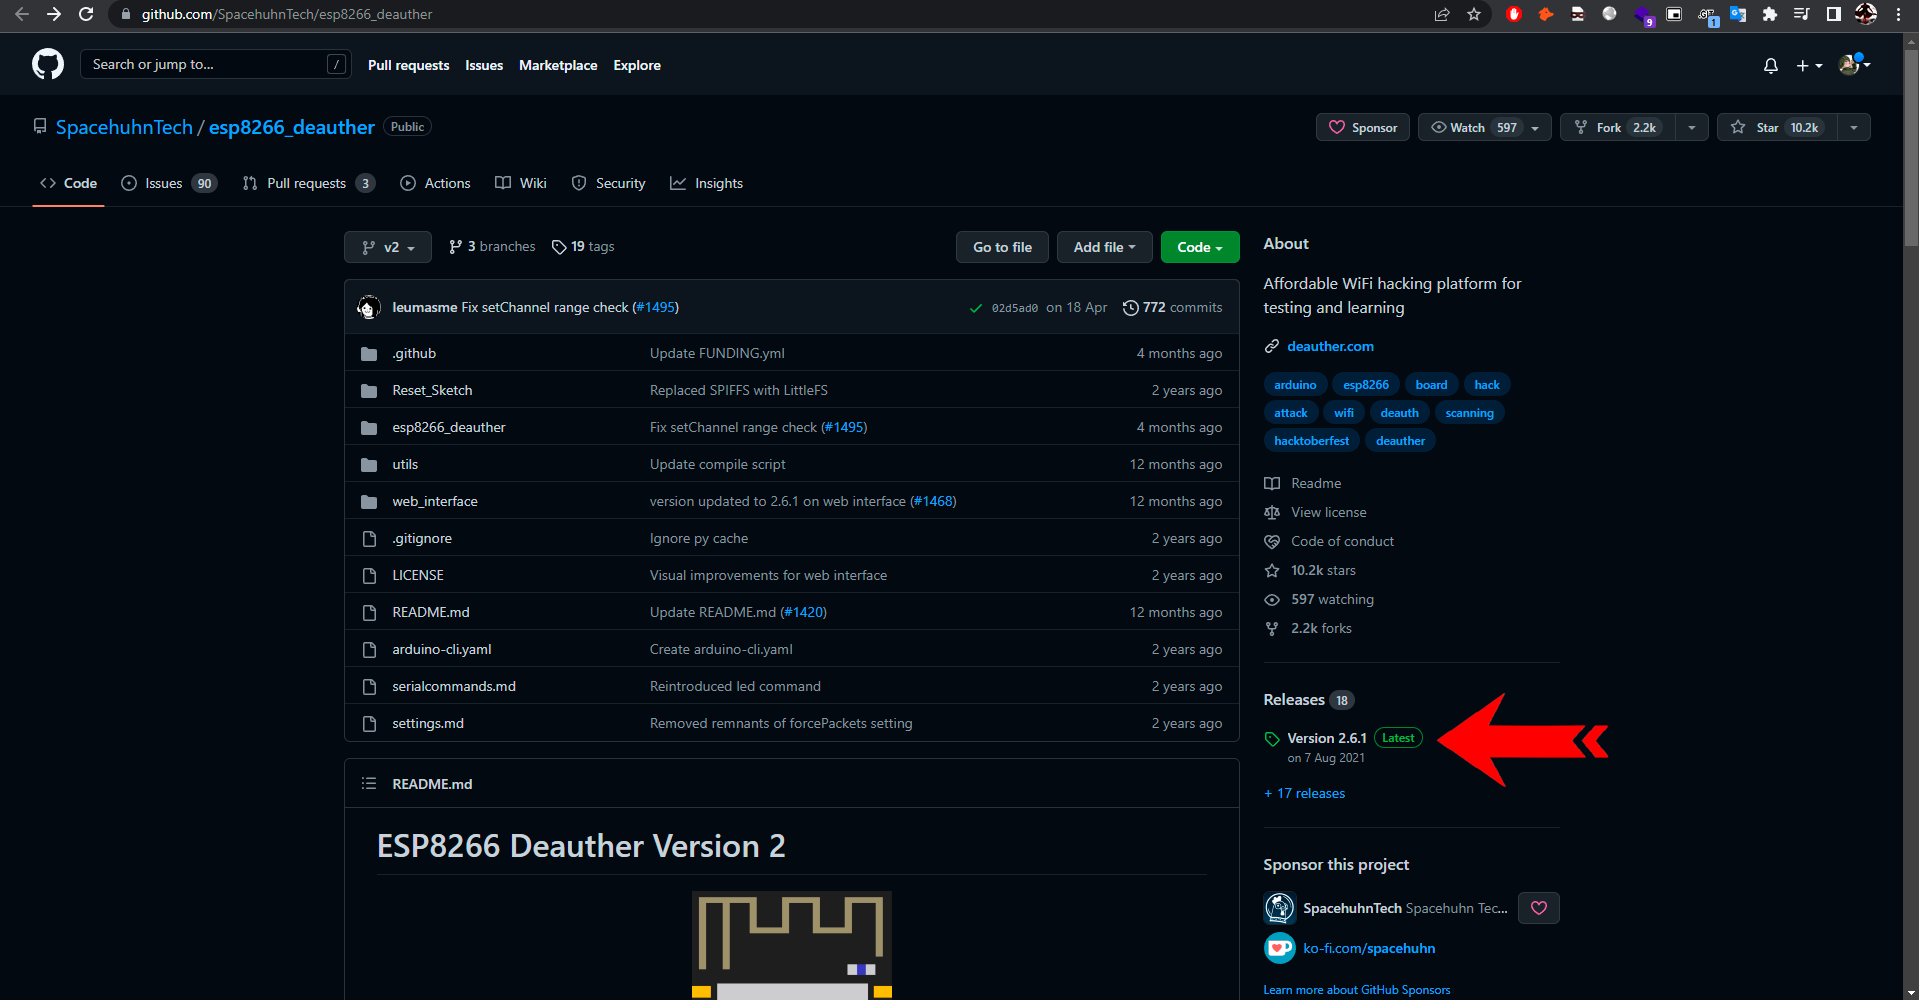 github.com/SpacehuhnTech/esp8266_deauther
9
1
Search or jump to...
/
Pull requests
Issues
Marketplace
Explore
SpacehuhnTech / esp8266_deauther
Public
Sponsor
Watch 597
Fork 2.2k
Star 10.2k
Code
Issues 90
Pull requests 3
Actions
Wiki
Security
Insights
v2
3 branches
19 tags
Go to file
Add file
Code
leumasme Fix setChannel range check (#1495)
02d5ad0 on 18 Apr
772 commits
.github Update FUNDING.yml 4 months ago
Reset_Sketch Replaced SPIFFS with LittleFS 2 years ago
esp8266_deauther Fix setChannel range check (#1495) 4 months ago
utils Update compile script 12 months ago
web_interface version updated to 2.6.1 on web interface (#1468) 12 months ago
.gitignore Ignore py cache 2 years ago
LICENSE Visual improvements for web interface 2 years ago
README.md Update README.md (#1420) 12 months ago
arduino-cli.yaml Create arduino-cli.yaml 2 years ago
serialcommands.md Reintroduced led command 2 years ago
settings.md Removed remnants of forcePackets setting 2 years ago
README.md
ESP8266 Deauther Version 2
About
Affordable WiFi hacking platform for
testing and learning
deauther.com
arduino esp8266 board hack
attack wifi deauth scanning
hacktoberfest deauther
Readme
View license
Code of conduct
10.2k stars
597 watching
2.2k forks
Releases 18
Version 2.6.1 Latest
on 7 Aug 2021
+ 17 releases
Sponsor this project
SpacehuhnTech Spacehuhn Tec...
ko-fi.com/spacehuhn
Learn more about GitHub Sponsors